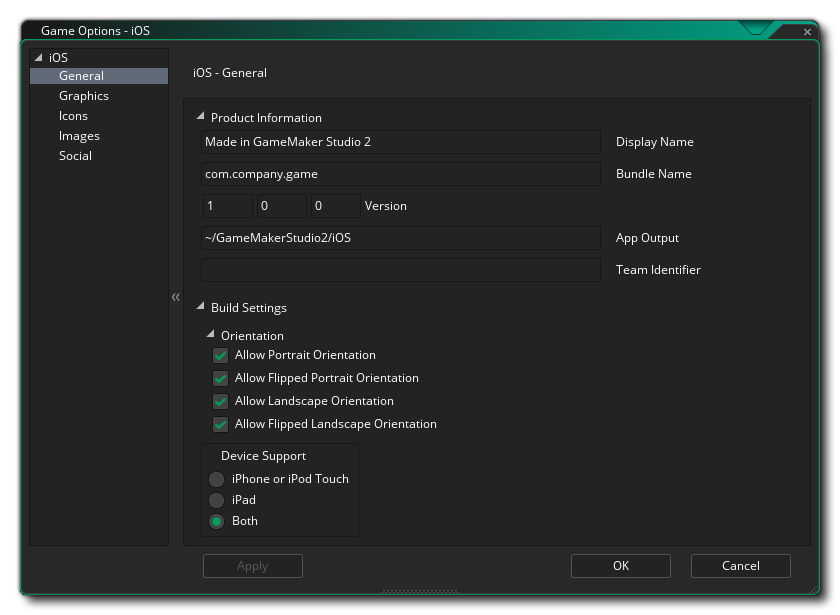 Game Options - iOS
iOS
General
Graphics
Icons
Images
Social
iOS - General
Product Information
Made in GameMaker Studio 2 Display Name
com.company.game Bundle Name
1 0 0 Version
~/GameMakerStudio2/iOS App Output
Team Identifier
Build Settings
Orientation
Allow Portrait Orientation
Allow Flipped Portrait Orientation
Allow Landscape Orientation
Allow Flipped Landscape Orientation
Device Support
iPhone or iPod Touch
iPad
Both
Apply OK Cancel